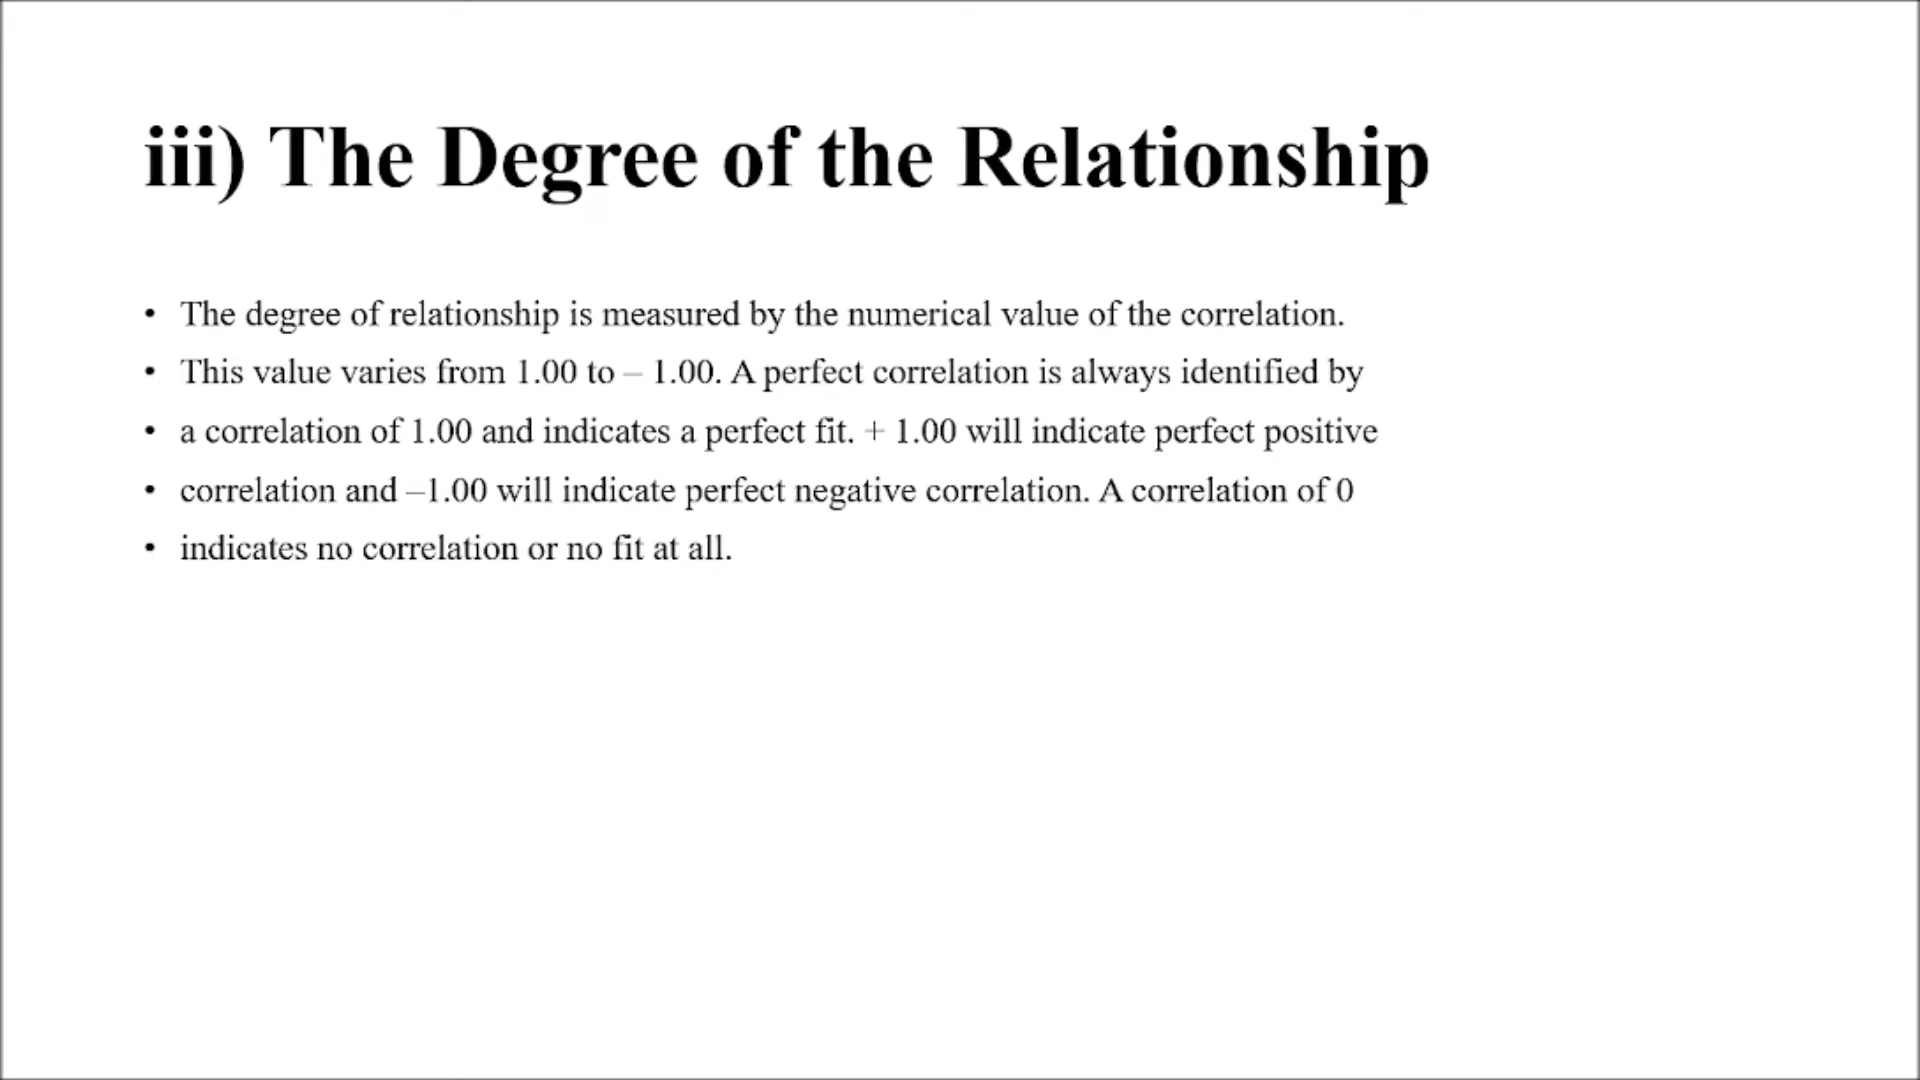 iii) The Degree of the Relationship
• The degree of relationship is measured by the numerical value of the correlation.
• This value varies from 1.00 to – 1.00. A perfect correlation is always identified by
• a correlation of 1.00 and indicates a perfect fit. + 1.00 will indicate perfect positive
• correlation and –1.00 will indicate perfect negative correlation. A correlation of 0
• indicates no correlation or no fit at all.